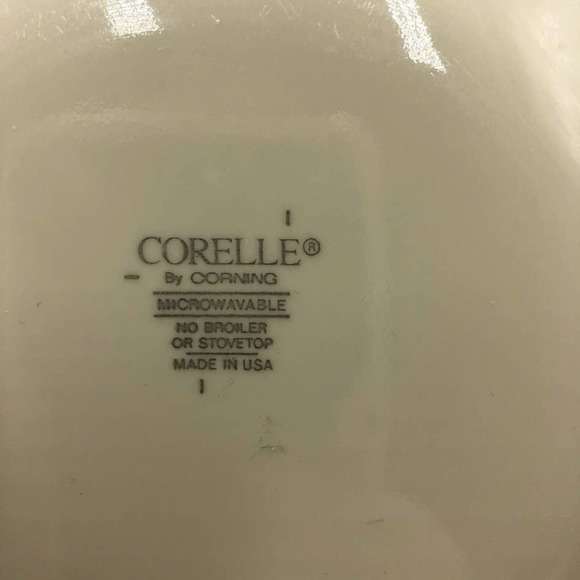 CORELLE®
By CORNING
MICROWAVABLE
NO BROILER
OR STOVETOP
MADE IN USA